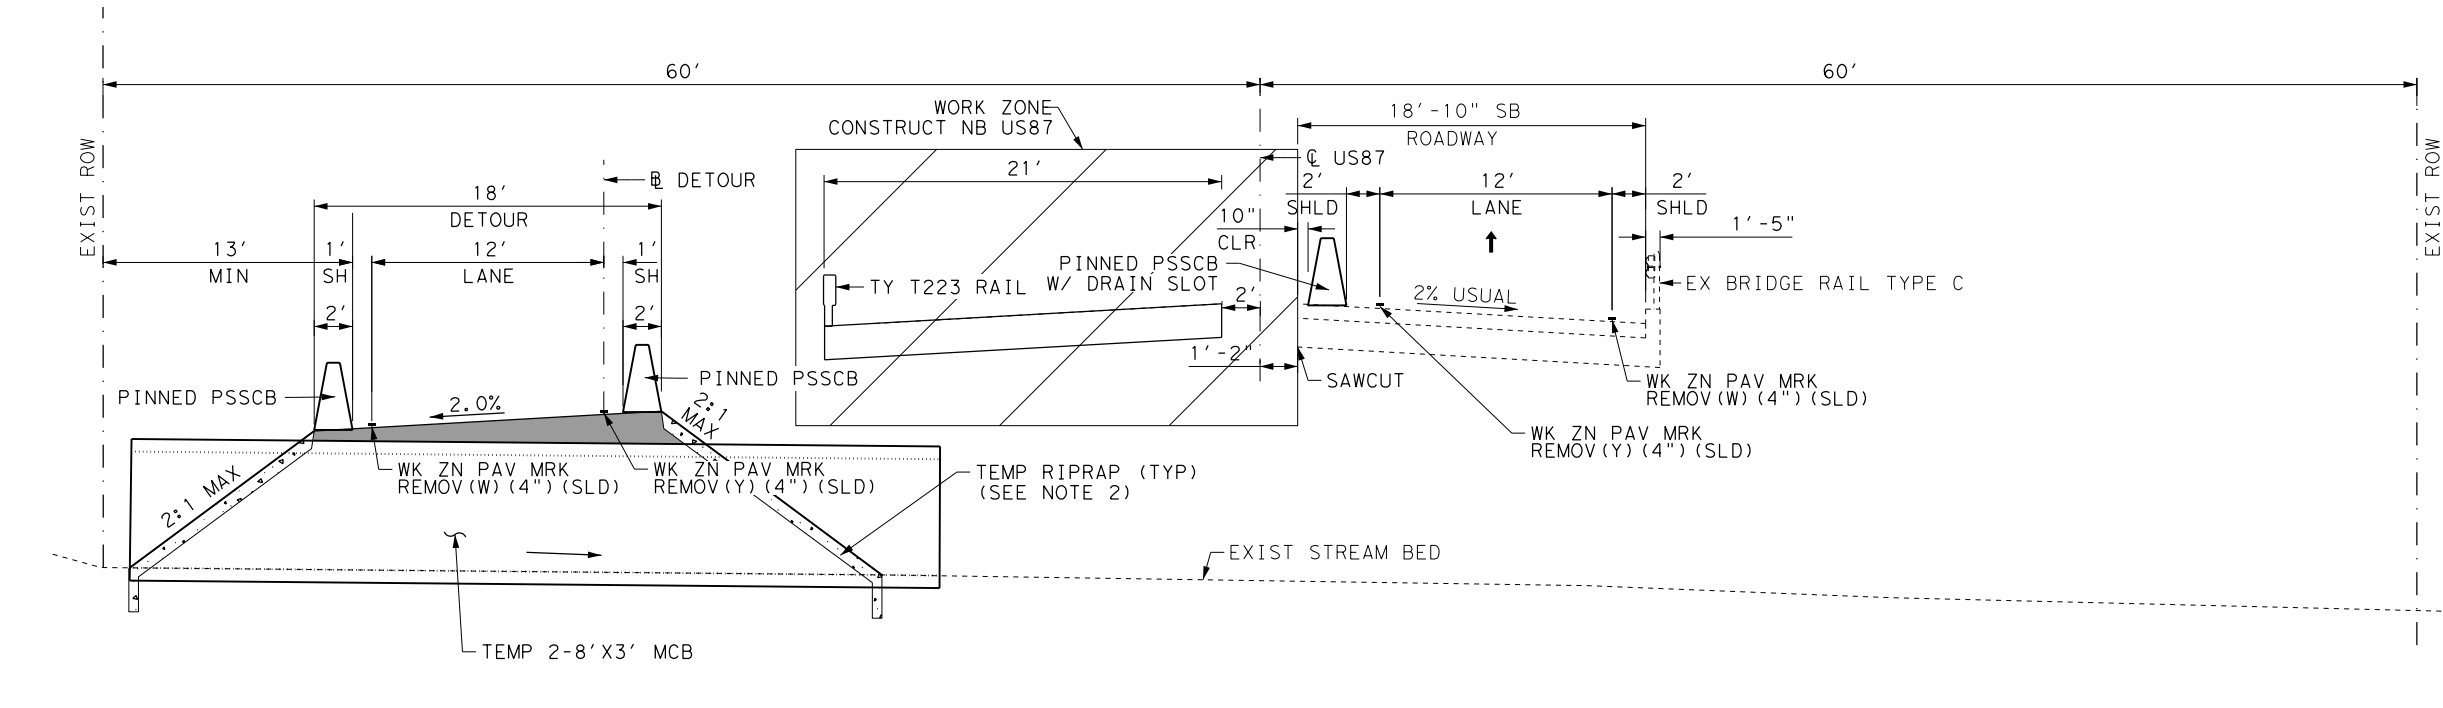 60'
60'
EXIST ROW
EXIST ROW
WORK ZONE
CONSTRUCT NB US87
18'-10" SB
ROADWAY
℄ US87
21'
2'
SHLD
12'
LANE
2'
SHLD
1'-5"
10"
CLR
BL DETOUR
18'
DETOUR
13'
MIN
1'
SH
12'
LANE
1'
SH
2'
2'
PINNED PSSCB
W/ DRAIN SLOT
TY T223 RAIL
2'
2% USUAL
EX BRIDGE RAIL TYPE C
1'-2"
SAWCUT
PINNED PSSCB
PINNED PSSCB
2.0%
2:1
MAX
2:1 MAX
WK ZN PAV MRK
REMOV(W)(4")(SLD)
WK ZN PAV MRK
REMOV(Y)(4")(SLD)
WK ZN PAV MRK
REMOV(W)(4")(SLD)
WK ZN PAV MRK
REMOV(Y)(4")(SLD)
TEMP RIPRAP (TYP)
(SEE NOTE 2)
EXIST STREAM BED
TEMP 2-8'X3' MCB